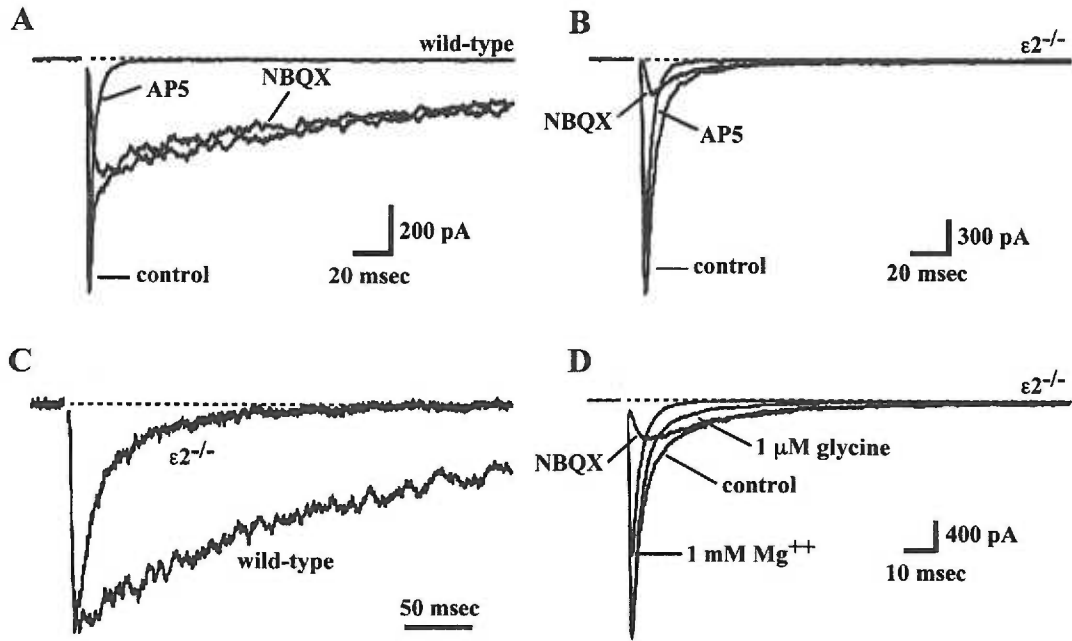 A
wild-type
AP5
NBQX
200 pA
20 msec
control
B
ε2-/-
NBQX
AP5
300 pA
20 msec
control
C
ε2-/-
wild-type
50 msec
D
ε2-/-
NBQX
1 μM glycine
control
1 mM Mg++
400 pA
10 msec